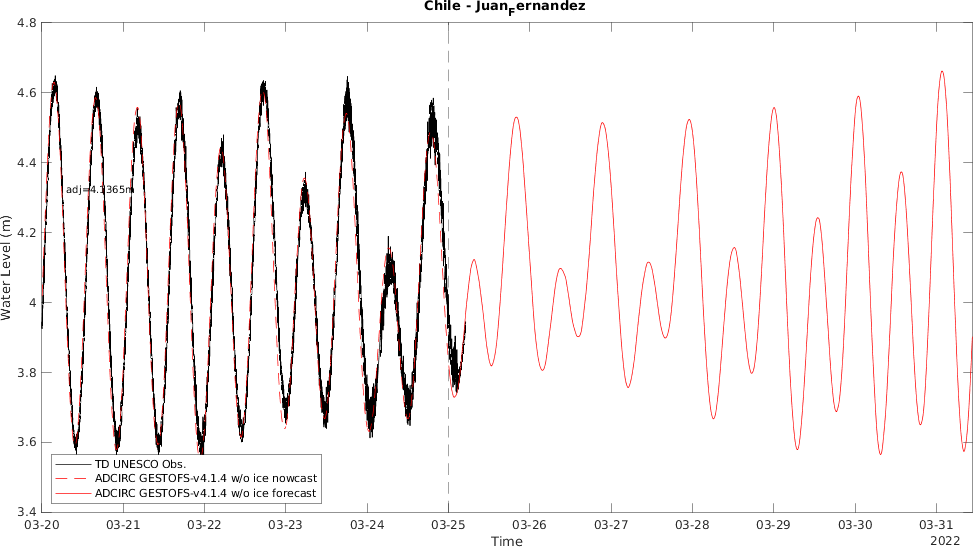 Chile - JuanFernandez
4.8
4.6
4.4
4.2
4
3.8
3.6
3.4
Water Level (m)
adj=4.1365m
TD UNESCO Obs.
ADCIRC GESTOFS-v4.1.4 w/o ice nowcast
ADCIRC GESTOFS-v4.1.4 w/o ice forecast
03-20 03-21 03-22 03-23 03-24 03-25 03-26 03-27 03-28 03-29 03-30 03-31
Time
2022